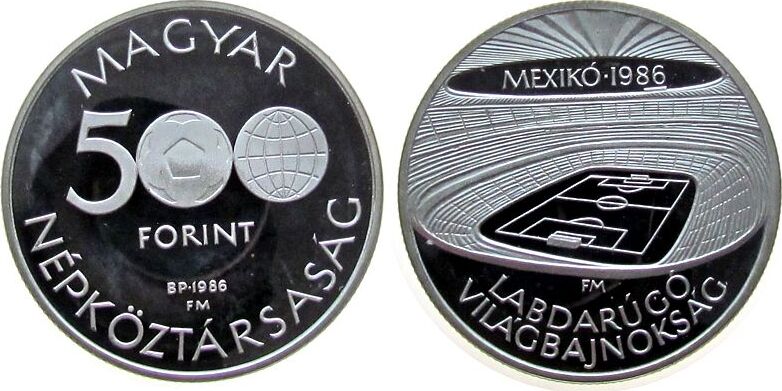 MAGYAR
500
FORINT
BP·1986
FM
NÉPKÖZTÁRSASÁG
MEXIKÓ·1986
FM
LABDARÚGÓ
VILÁGBAJNOKSÁG